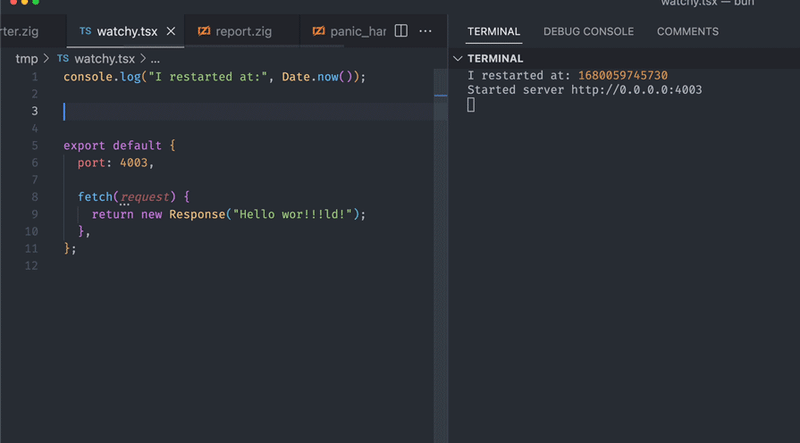 watchy.tsx — bun
rter.zig
TS watchy.tsx
report.zig
panic_har
tmp > TS watchy.tsx > ...
1 console.log("I restarted at:", Date.now());
2
3
4
5 export default {
6 port: 4003,
7
8 fetch(request) {
9 return new Response("Hello wor!!!ld!");
10 },
11 };
12
TERMINAL
DEBUG CONSOLE
COMMENTS
TERMINAL
I restarted at: 1680059745730
Started server http://0.0.0.0:4003